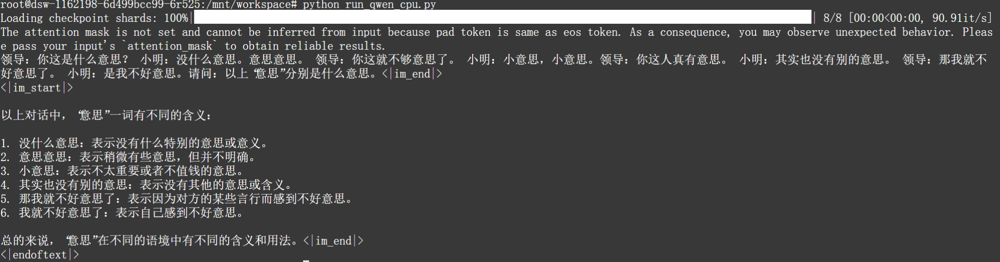 root@dsw-1162198-6d499bcc99-6r525:/mnt/workspace# python run_qwen_cpu.py
Loading checkpoint shards: 100%|██████████| 8/8 [00:00<00:00, 90.91it/s]
The attention mask is not set and cannot be inferred from input because pad token is same as eos token. As a consequence, you may observe unexpected behavior. Pleas
e pass your input's `attention_mask` to obtain reliable results.
领导：你这是什么意思？ 小明：没什么意思。意思意思。 领导：你这就不够意思了。 小明：小意思，小意思。领导：你这人真有意思。 小明：其实也没有别的意思。 领导：那我就不
好意思了。 小明：是我不好意思。请问：以上“意思”分别是什么意思。<|im_end|>
<|im_start|>
以上对话中，“意思”一词有不同的含义：
1. 没什么意思：表示没有什么特别的意思或意义。
2. 意思意思：表示稍微有些意思，但并不明确。
3. 小意思：表示不太重要或者不值钱的意思。
4. 其实也没有别的意思：表示没有其他的意思或含义。
5. 那我就不好意思了：表示因为对方的某些言行而感到不好意思。
6. 我就不好意思了：表示自己感到不好意思。
总的来说，“意思”在不同的语境中有不同的含义和用法。<|im_end|>
<|endoftext|>